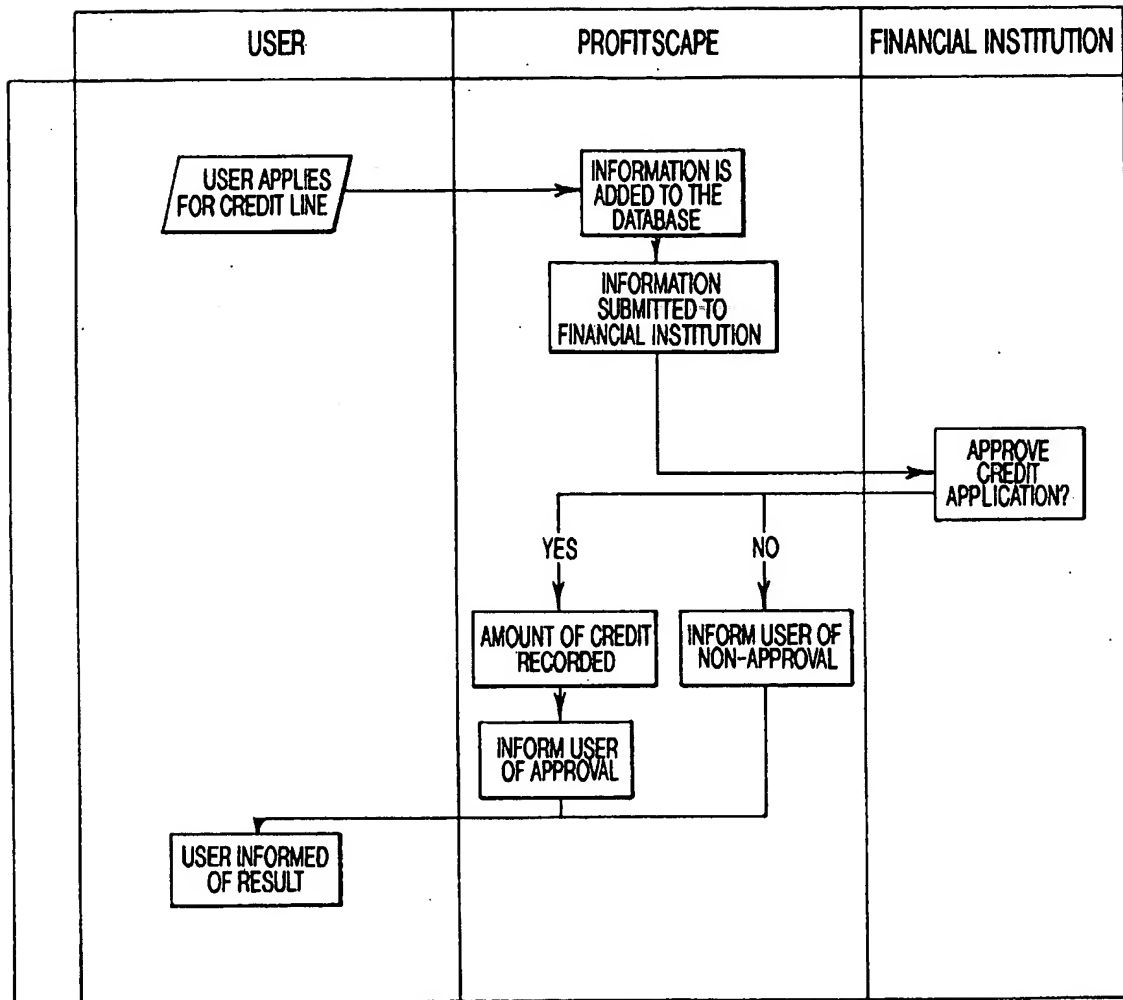 USER
PROFITSCAPE
FINANCIAL INSTITUTION
USER APPLIES
FOR CREDIT LINE
INFORMATION IS
ADDED TO THE
DATABASE
INFORMATION
SUBMITTED TO
FINANCIAL INSTITUTION
APPROVE
CREDIT
APPLICATION?
YES
NO
AMOUNT OF CREDIT
RECORDED
INFORM USER OF
NON-APPROVAL
INFORM USER
OF APPROVAL
USER INFORMED
OF RESULT